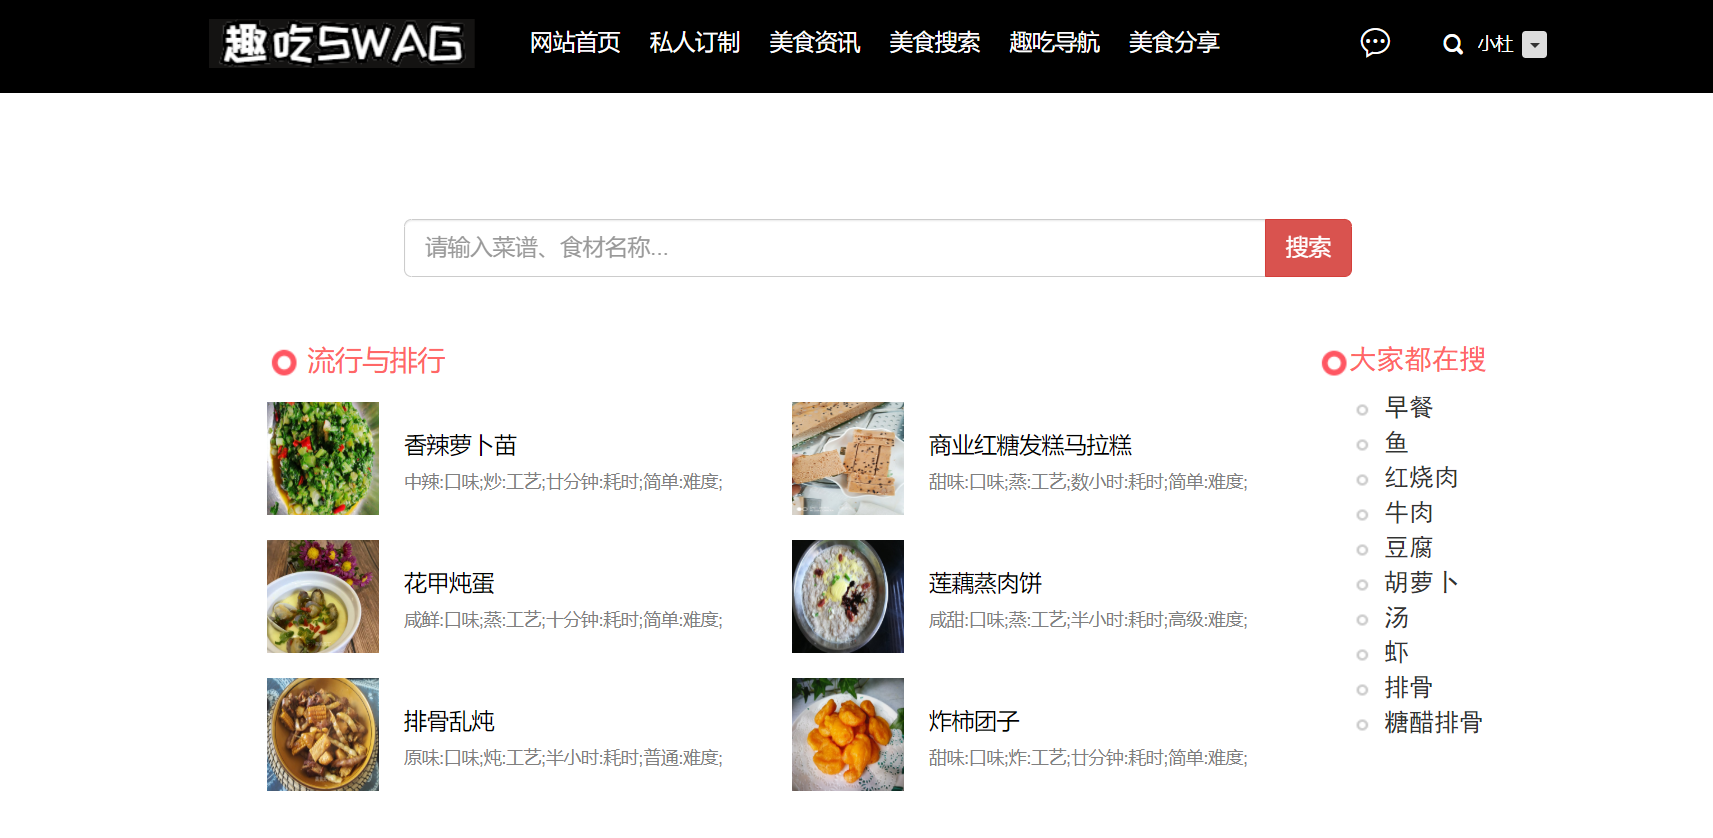 趣吃SWAG
网站首页 私人订制 美食资讯 美食搜索 趣吃导航 美食分享 小杜
请输入菜谱、食材名称... 搜索
流行与排行
香辣萝卜苗
中辣:口味;炒:工艺;廿分钟:耗时;简单:难度;
商业红糖发糕马拉糕
甜味:口味;蒸:工艺;数小时:耗时;简单:难度;
花甲炖蛋
咸鲜:口味;蒸:工艺;十分钟:耗时;简单:难度;
莲藕蒸肉饼
咸甜:口味;蒸:工艺;半小时:耗时;高级:难度;
排骨乱炖
原味:口味;炖:工艺;半小时:耗时;普通:难度;
炸柿团子
甜味:口味;炸:工艺;廿分钟:耗时;简单:难度;
大家都在搜
早餐
鱼
红烧肉
牛肉
豆腐
胡萝卜
汤
虾
排骨
糖醋排骨